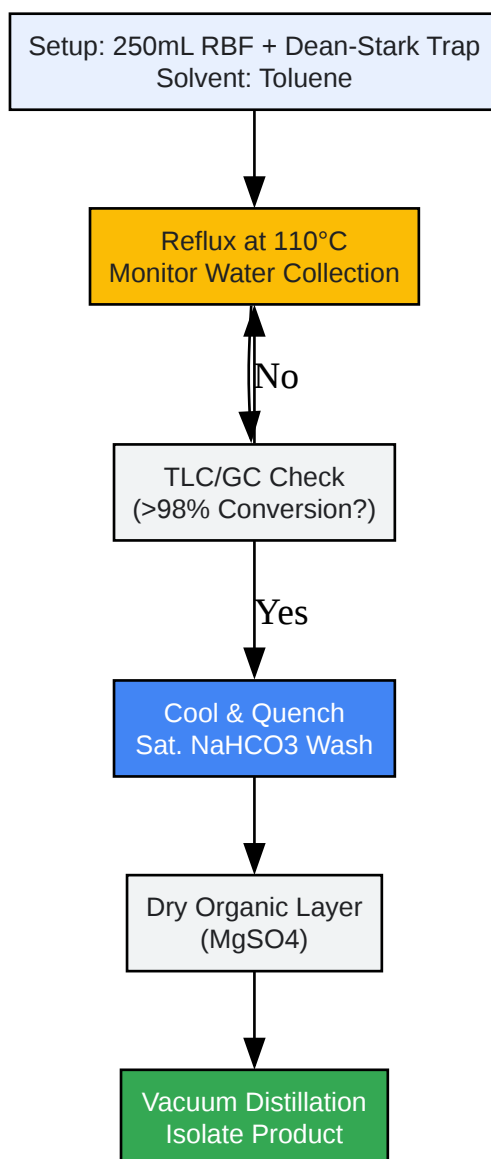 Setup: 250mL RBF + Dean-Stark Trap
Solvent: Toluene
Reflux at 110°C
Monitor Water Collection
No
TLC/GC Check
(>98% Conversion?)
Yes
Cool & Quench
Sat. NaHCO3 Wash
Dry Organic Layer
(MgSO4)
Vacuum Distillation
Isolate Product